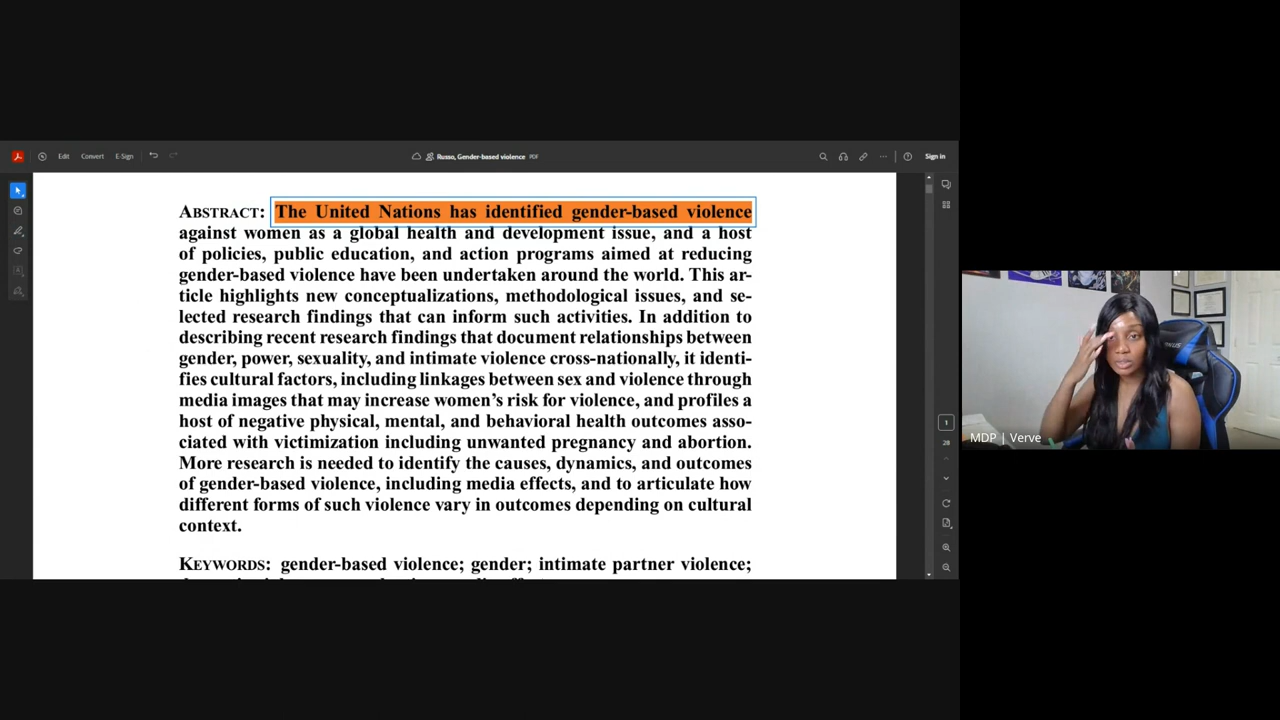 Edit Convert E-Sign Russo, Gender-based violence PDF Sign in
ABSTRACT: The United Nations has identified gender-based violence
against women as a global health and development issue, and a host
of policies, public education, and action programs aimed at reducing
gender-based violence have been undertaken around the world. This ar-
ticle highlights new conceptualizations, methodological issues, and se-
lected research findings that can inform such activities. In addition to
describing recent research findings that document relationships between
gender, power, sexuality, and intimate violence cross-nationally, it identi-
fies cultural factors, including linkages between sex and violence through
media images that may increase women's risk for violence, and profiles a
host of negative physical, mental, and behavioral health outcomes asso-
ciated with victimization including unwanted pregnancy and abortion.
More research is needed to identify the causes, dynamics, and outcomes
of gender-based violence, including media effects, and to articulate how
different forms of such violence vary in outcomes depending on cultural
context.
KEYWORDS: gender-based violence; gender; intimate partner violence;
1
28
MDP | Verve